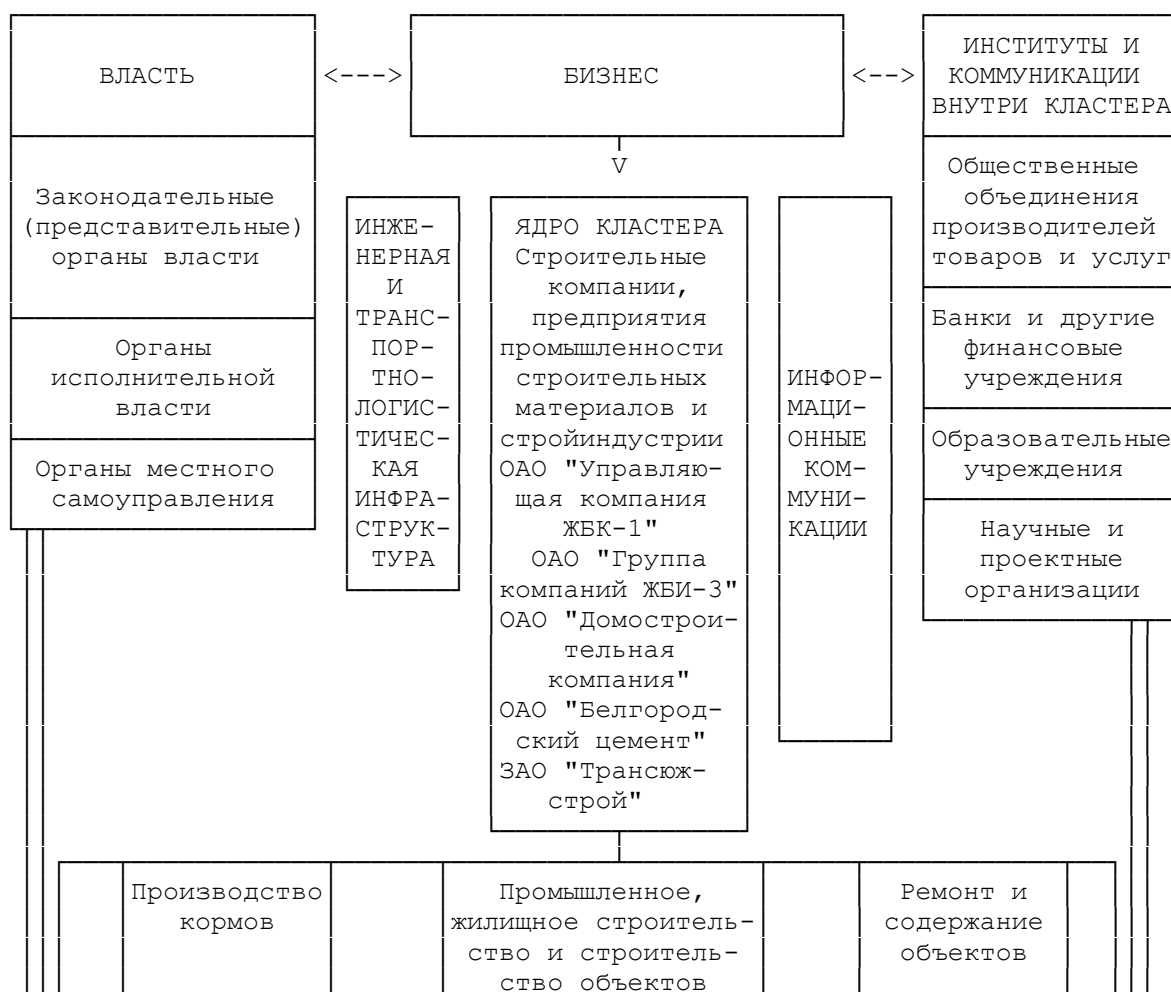 ВЛАСТЬ
<--->
БИЗНЕС
<-->
ИНСТИТУТЫ И
КОММУНИКАЦИИ
ВНУТРИ КЛАСТЕРА
V
Законодательные
(представительные)
органы власти
Органы
исполнительной
власти
Органы местного
самоуправления
ИНЖЕ-
НЕРНАЯ
И
ТРАНС-
ПОР-
ТНО-
ЛОГИС-
ТИЧЕС-
КАЯ
ИНФРА-
СТРУК-
ТУРА
ЯДРО КЛАСТЕРА
Строительные
компании,
предприятия
промышленности
строительных
материалов и
стройиндустрии
ОАО "Управляю-
щая компания
ЖБК-1"
ОАО "Группа
компаний ЖБИ-3"
ОАО "Домострои-
тельная
компания"
ОАО "Белгород-
ский цемент"
ЗАО "Трансюж-
строй"
ИНФОР-
МАЦИ-
ОННЫЕ
КОМ-
МУНИ-
КАЦИИ
Общественные
объединения
производителей
товаров и услуг
Банки и другие
финансовые
учреждения
Образовательные
учреждения
Научные и
проектные
организации
Производство
кормов
Промышленное,
жилищное строитель-
ство и строитель-
ство объектов
Ремонт и
содержание
объектов